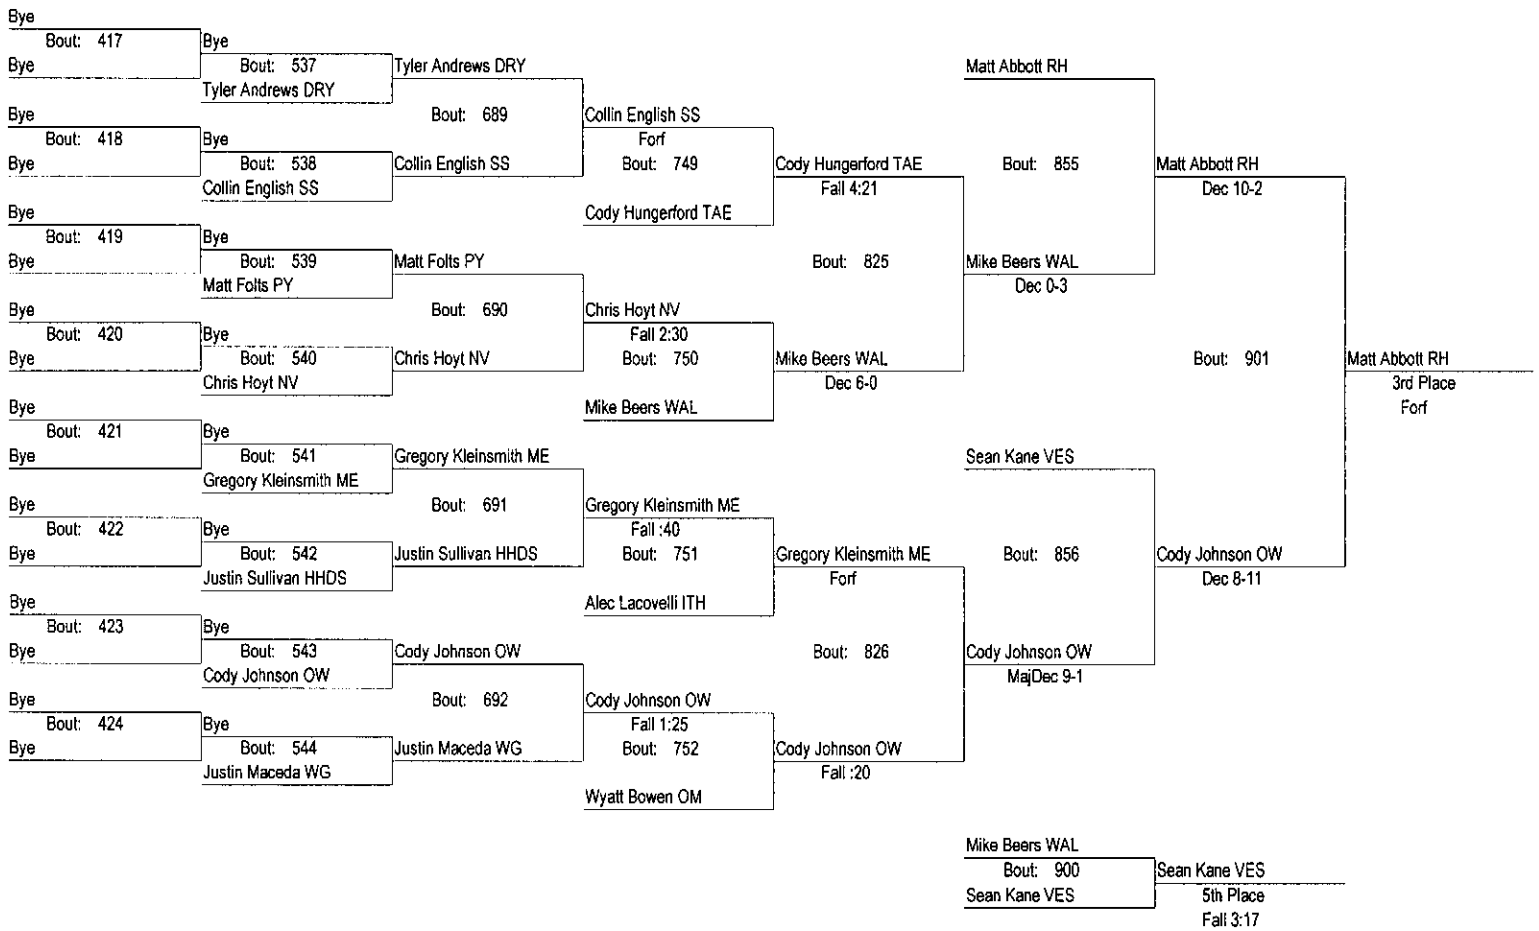 Bye
Bout: 417
Bye
Bye
Bout: 537
Tyler Andrews DRY
Bye
Bout: 418
Bye
Bye
Bout: 538
Collin English SS
Bye
Bout: 419
Bye
Bye
Bout: 539
Matt Folts PY
Bye
Bout: 420
Bye
Bye
Bout: 540
Chris Hoyt NV
Bye
Bout: 421
Bye
Bye
Bout: 541
Gregory Kleinsmith ME
Bye
Bout: 422
Bye
Bye
Bout: 542
Justin Sullivan HHDS
Bye
Bout: 423
Bye
Bye
Bout: 543
Cody Johnson OW
Bye
Bout: 424
Bye
Bye
Bout: 544
Justin Maceda WG
Tyler Andrews DRY
Bout: 689
Collin English SS
Matt Folts PY
Bout: 690
Chris Hoyt NV
Gregory Kleinsmith ME
Bout: 691
Justin Sullivan HHDS
Cody Johnson OW
Bout: 692
Justin Maceda WG
Collin English SS
Forf
Bout: 749
Cody Hungerford TAE
Chris Hoyt NV
Fall 2:30
Bout: 750
Mike Beers WAL
Gregory Kleinsmith ME
Fall :40
Bout: 751
Alec Lacovelli ITH
Cody Johnson OW
Fall 1:25
Bout: 752
Wyatt Bowen OM
Cody Hungerford TAE
Fall 4:21
Bout: 825
Mike Beers WAL
Dec 6-0
Gregory Kleinsmith ME
Forf
Bout: 826
Cody Johnson OW
Fall :20
Matt Abbott RH
Bout: 855
Mike Beers WAL
Dec 0-3
Sean Kane VES
Bout: 856
Cody Johnson OW
MajDec 9-1
Matt Abbott RH
Dec 10-2
Bout: 901
Cody Johnson OW
Dec 8-11
Matt Abbott RH
3rd Place
Forf
Mike Beers WAL
Bout: 900
Sean Kane VES
Sean Kane VES
5th Place
Fall 3:17